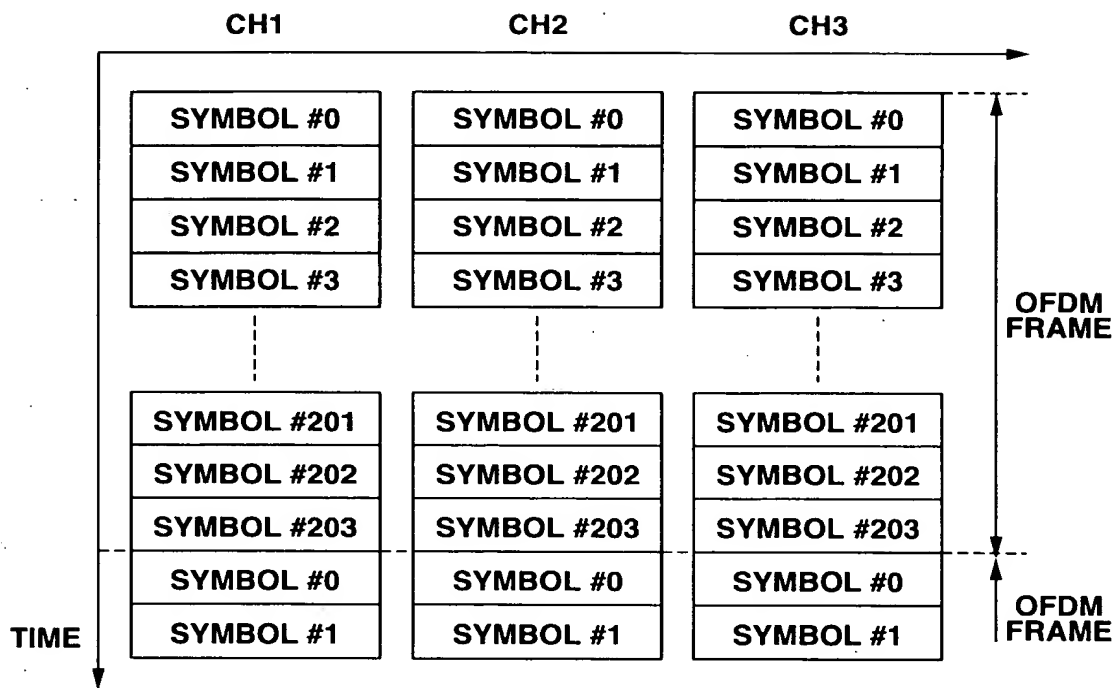 CH1 CH2 CH3
SYMBOL #0 SYMBOL #0 SYMBOL #0
SYMBOL #1 SYMBOL #1 SYMBOL #1
SYMBOL #2 SYMBOL #2 SYMBOL #2
SYMBOL #3 SYMBOL #3 SYMBOL #3
OFDM
FRAME
SYMBOL #201 SYMBOL #201 SYMBOL #201
SYMBOL #202 SYMBOL #202 SYMBOL #202
SYMBOL #203 SYMBOL #203 SYMBOL #203
SYMBOL #0 SYMBOL #0 SYMBOL #0
OFDM
FRAME
TIME SYMBOL #1 SYMBOL #1 SYMBOL #1